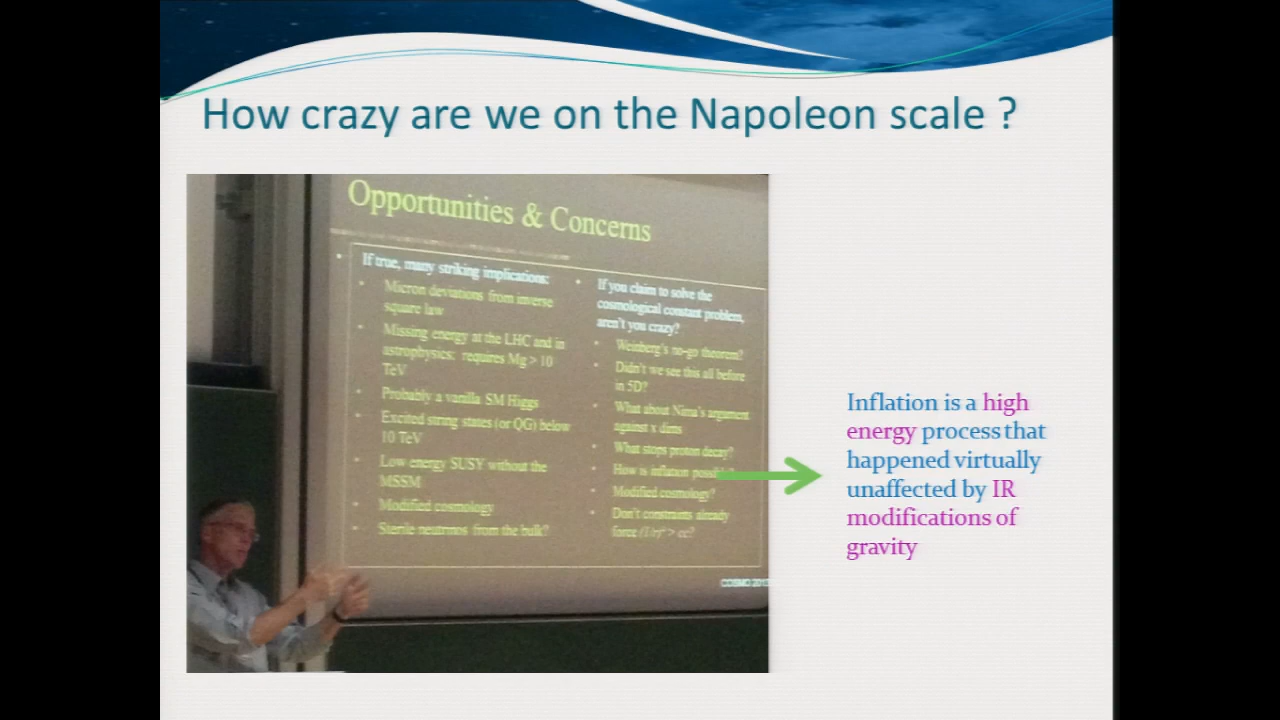 How crazy are we on the Napoleon scale ?
Opportunities & Concerns
• If true, many striking implications:
• Micron deviations from inverse
square law
• Missing energy at the LHC and in
astrophysics: requires Mg > 10
TeV
• Probably a vanilla SM Higgs
• Excited string states (or QG) below
10 TeV
• Low energy SUSY without the
MSSM
• Modified cosmology
• Sterile neutrinos from the bulk?
• If you claim to solve the
cosmological constant problem,
aren't you crazy?
• Weinberg's no-go theorem?
• Didn't we see this all before
in 5D?
• What about Nima's argument
against x dims
• What stops proton decay?
• How is inflation
• Modified cosmology?
• Don't constraints already
force > cc?
Inflation is a high
energy process that
happened virtually
unaffected by IR
modifications of
gravity